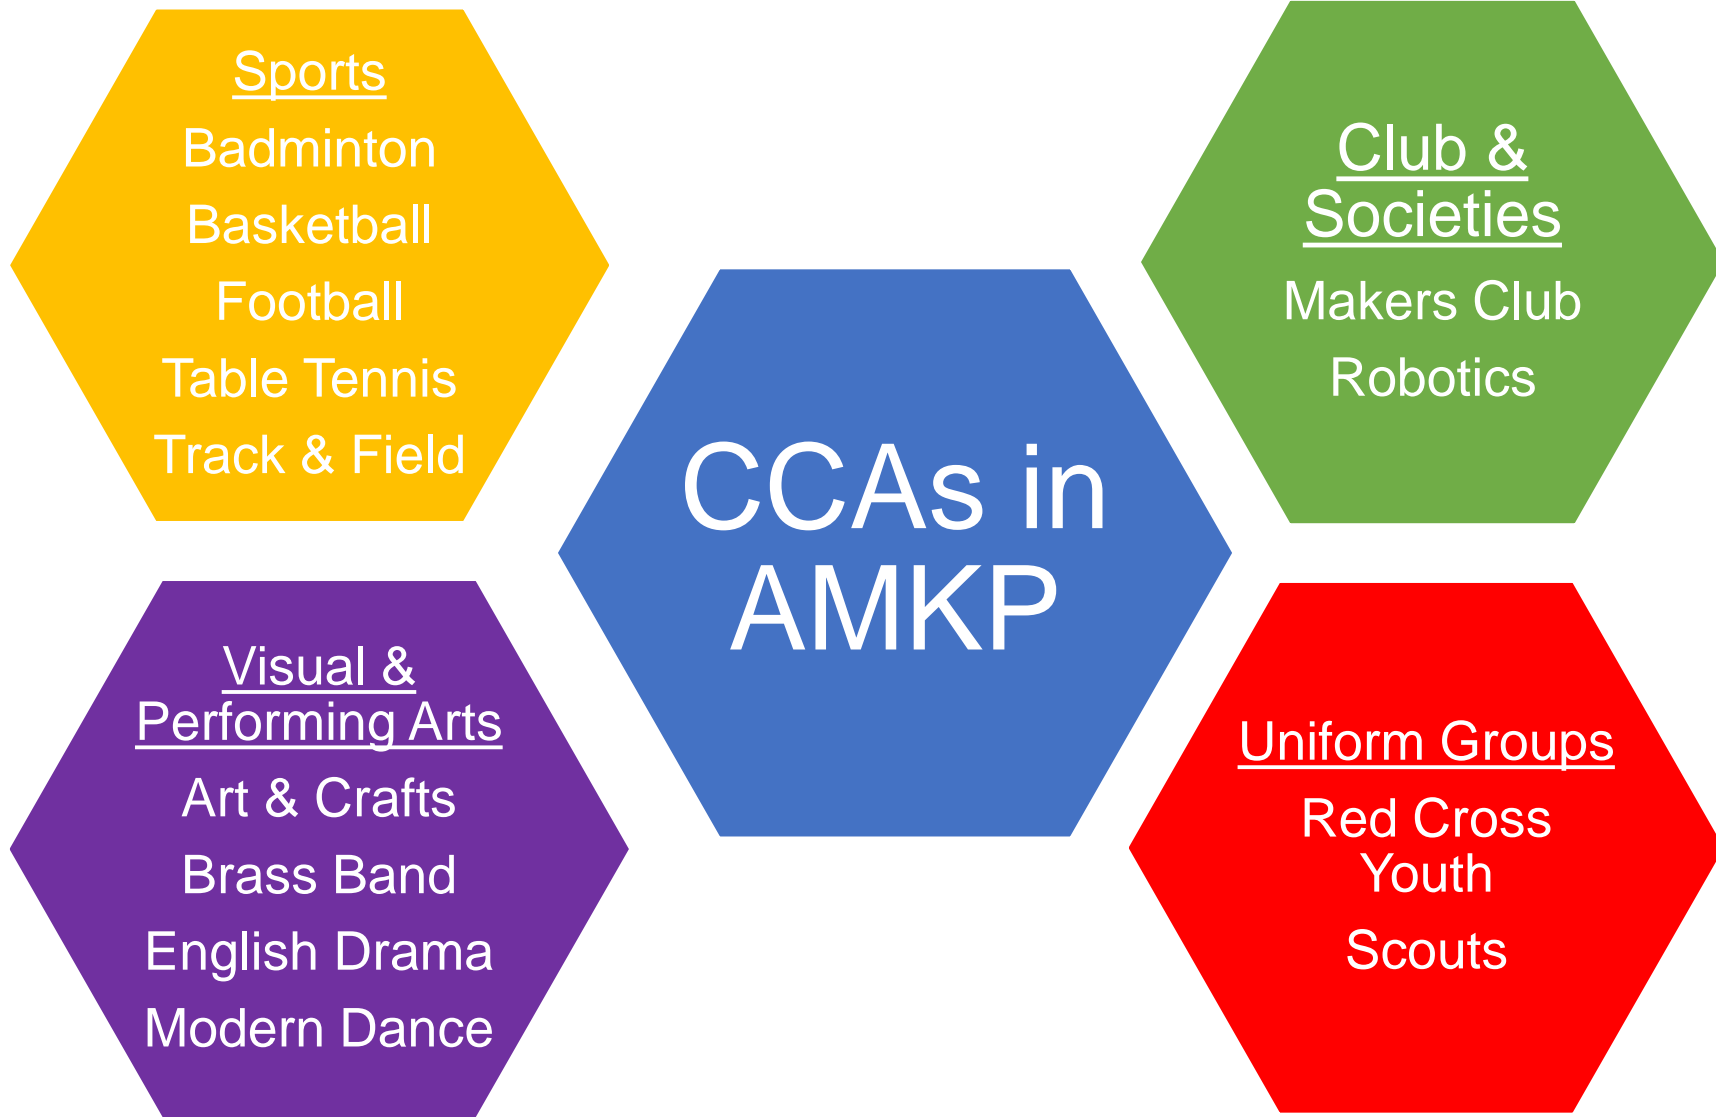 Sports
Badminton
Basketball
Football
Table Tennis
Track & Field
Club &
Societies
Makers Club
Robotics
CCAs in
AMKP
Visual &
Performing Arts
Art & Crafts
Brass Band
English Drama
Modern Dance
Uniform Groups
Red Cross
Youth
Scouts